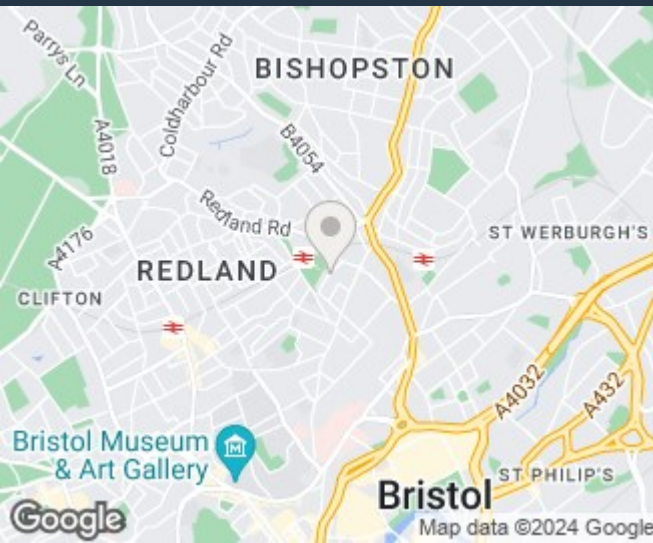 Parrys Ln
Coldharbour Rd
BISHOPSTON
A4018
B4054
Redland Rd
A4176
ST WERBURGH'S
REDLAND
CLIFTON
A4032
A432
Bristol Museum
& Art Gallery
M
ST PHILIP'S
Bristol
Google
Map data ©2024 Google